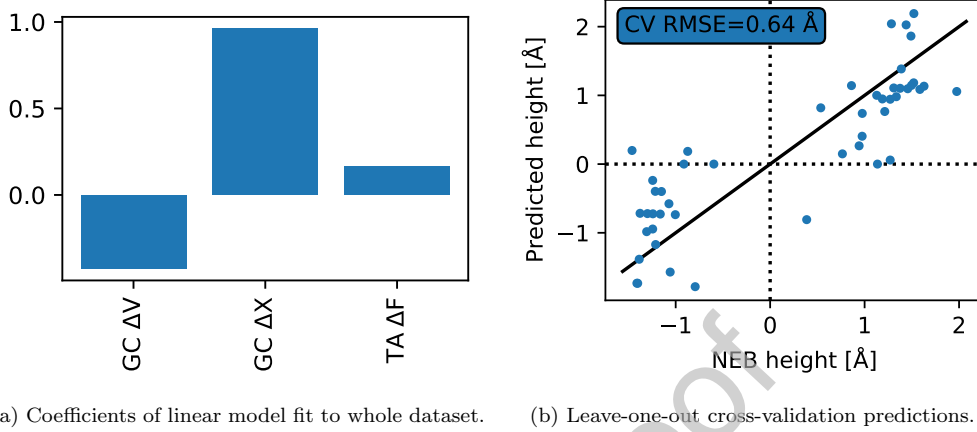 1.0
0.5
0.0
GC ΔV
GC ΔX
TA ΔF
a) Coefficients of linear model fit to whole dataset.
CV RMSE=0.64 Å
Predicted height [Å]
2
1
0
−1
−1
0
1
2
NEB height [Å]
(b) Leave-one-out cross-validation predictions.
oof